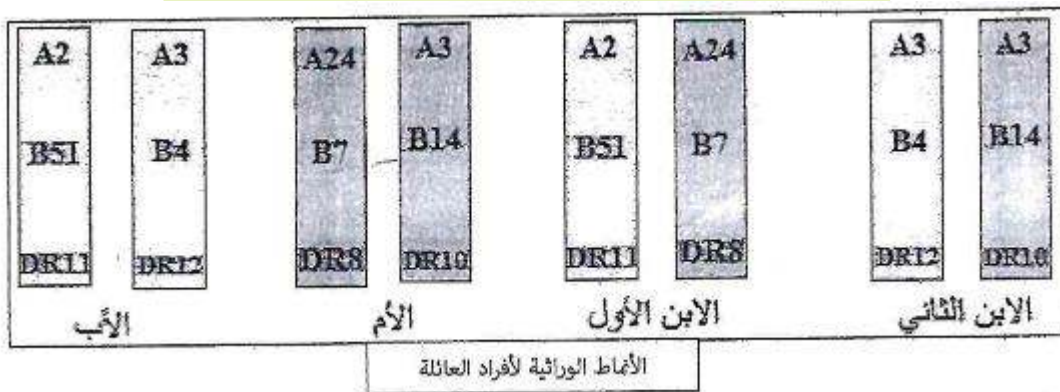 A2 A3 A24 A3 A2 A24 A3 A3
B51 B4 B7 B14 B51 B7 B4 B14
DR11 DR12 DR8 DR10 DR11 DR8 DR12 DR10
الأب الأم الابن الأول الابن الثاني
الأنماط الوراثية لأفراد العائلة